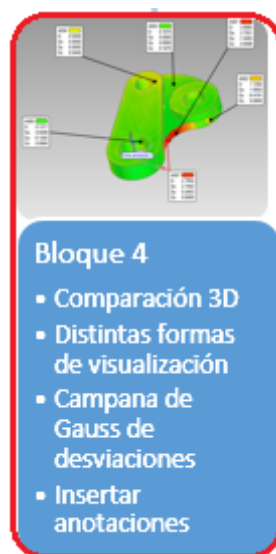 Bloque 4
• Comparación 3D
• Distintas formas
de visualización
• Campana de
Gauss de
desviaciones
• Insertar
anotaciones